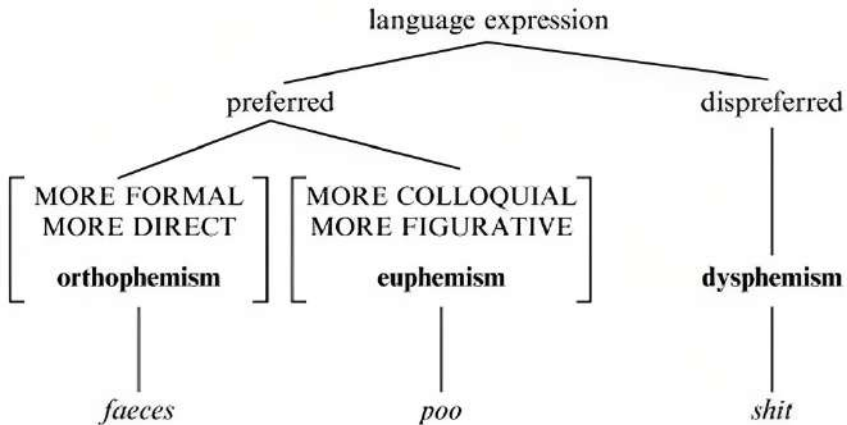 language expression
preferred
dispreferred
MORE FORMAL
MORE DIRECT
orthophemism
MORE COLLOQUIAL
MORE FIGURATIVE
euphemism
dysphemism
faeces
poo
shit